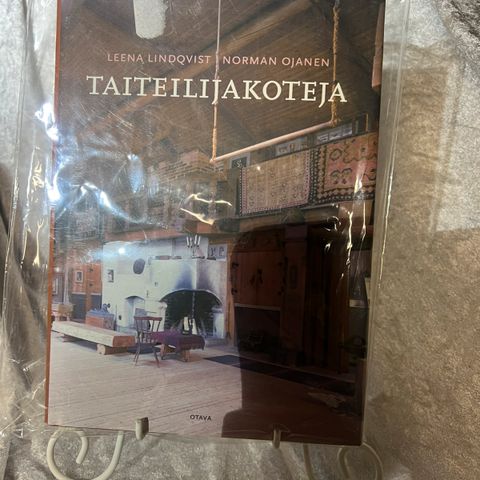 LEENA LINDQVIST | NORMAN OJANEN
TAITEILIJAKOTEJA
OTAVA